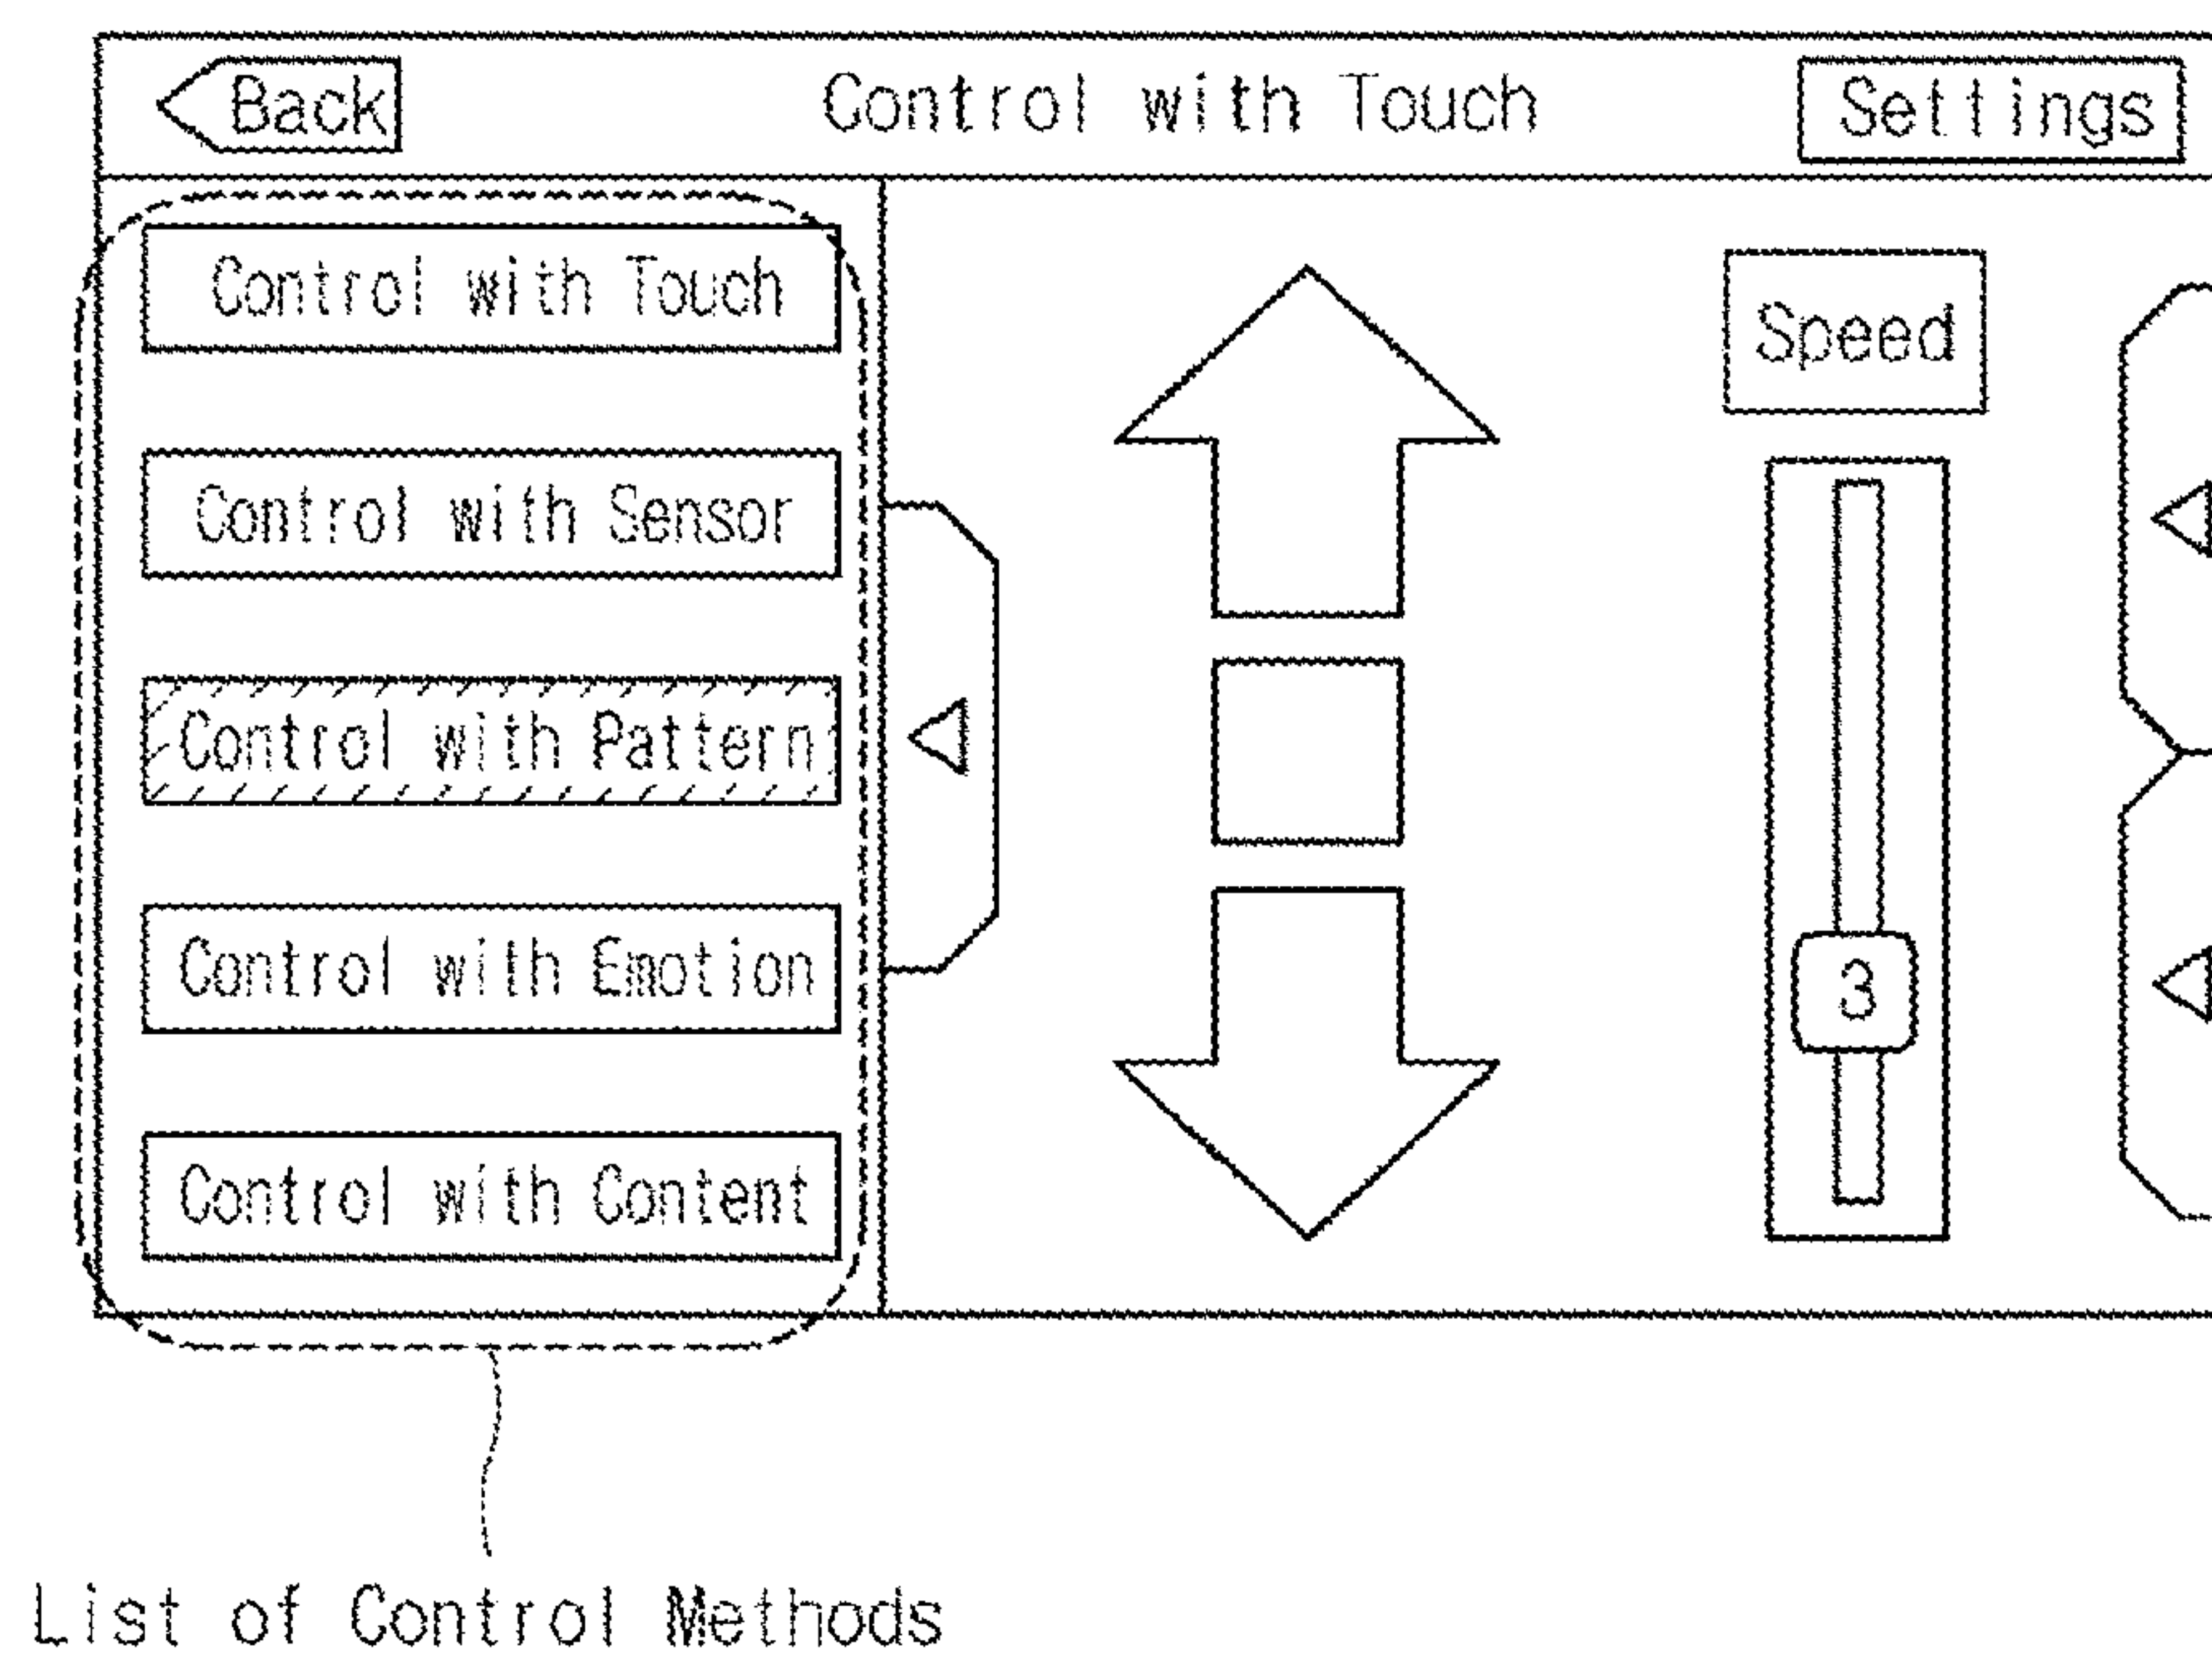 Back
Control with Touch
Settings
Control with Touch
Control with Sensor
Control with Pattern
Control with Emotion
Control with Content
Speed
3
List of Control Methods